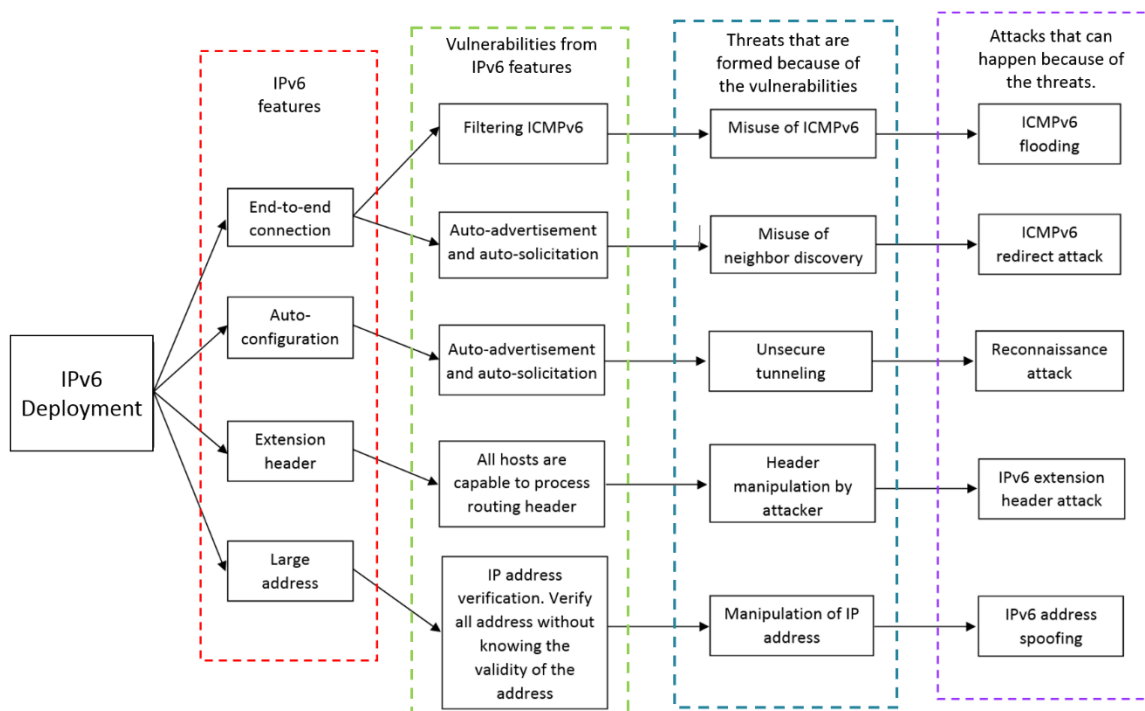 IPv6
Deployment
IPv6
features
End-to-end
connection
Auto-
configuration
Extension
header
Large
address
Vulnerabilities from
IPv6 features
Filtering ICMPv6
Auto-advertisement
and auto-solicitation
Auto-advertisement
and auto-solicitation
All hosts are
capable to process
routing header
IP address
verification. Verify
all address without
knowing the
validity of the
address
Threats that are
formed because of
the vulnerabilities
Misuse of ICMPv6
Misuse of
neighbor discovery
Unsecure
tunneling
Header
manipulation by
attacker
Manipulation of IP
address
Attacks that can
happen because of
the threats.
ICMPv6
flooding
ICMPv6
redirect attack
Reconnaissance
attack
IPv6 extension
header attack
IPv6 address
spoofing